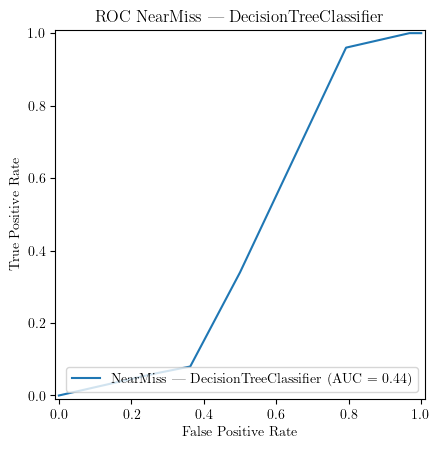 ROC NearMiss — DecisionTreeClassifier
1.0
0.8
0.6
0.4
0.2
0.0
True Positive Rate
NearMiss — DecisionTreeClassifier (AUC = 0.44)
0.0 0.2 0.4 0.6 0.8 1.0
False Positive Rate